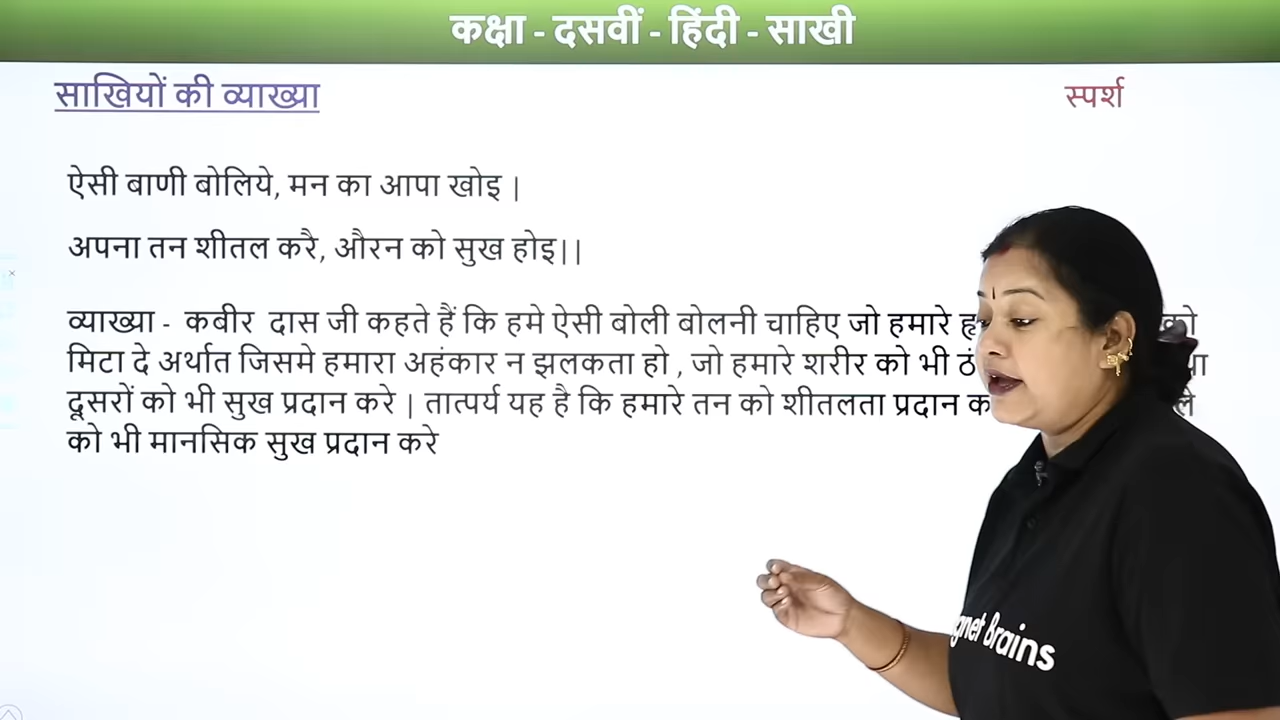 कक्षा - दसवीं - हिंदी - साखी
साखियों की व्याख्या
स्पर्श
ऐसी बाणी बोलिये, मन का आपा खोइ |
अपना तन शीतल करै, औरन को सुख होइ||
व्याख्या - कबीर दास जी कहते हैं कि हमे ऐसी बोली बोलनी चाहिए जो हमारे को
मिटा दे अर्थात जिसमे हमारा अहंकार न झलकता हो , जो हमारे शरीर को भी
दूसरों को भी सुख प्रदान करे | तात्पर्य यह है कि हमारे तन को शीतलता प्रदान
को भी मानसिक सुख प्रदान करे
Brains